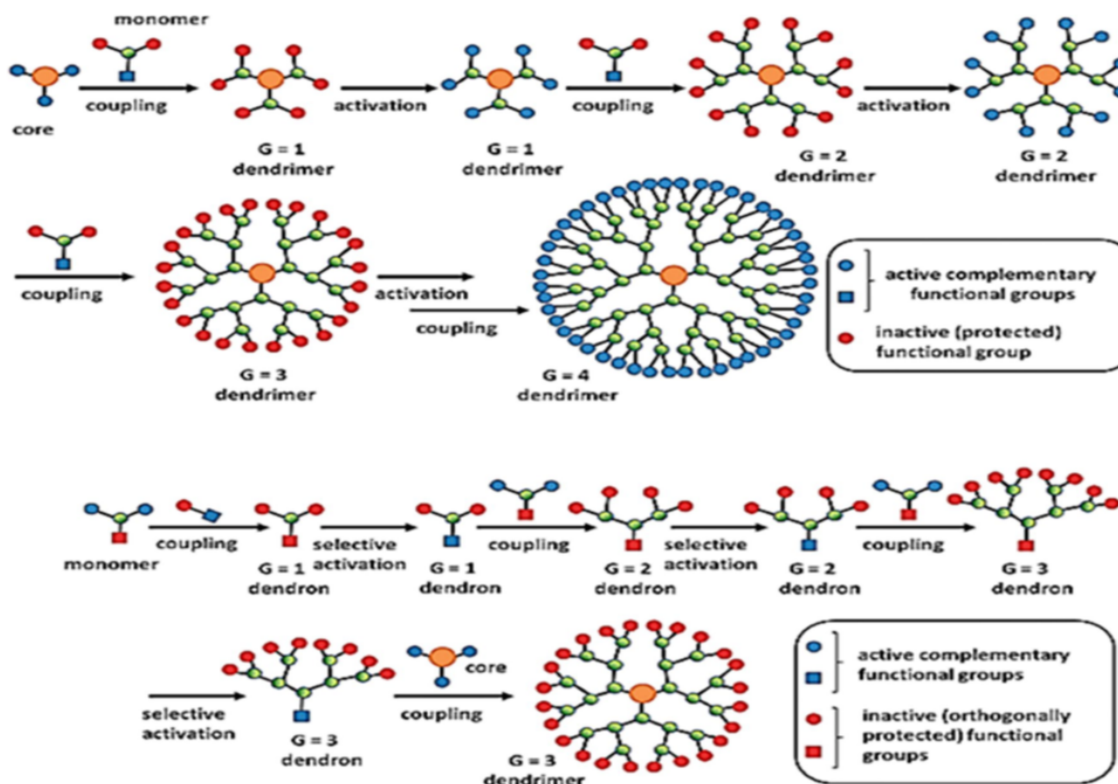 monomer
coupling
core
G = 1
dendrimer
activation
G = 1
dendrimer
coupling
G = 2
dendrimer
activation
G = 2
dendrimer
coupling
G = 3
dendrimer
activation
coupling
G = 4
dendrimer
active complementary
functional groups
inactive (protected)
functional group
monomer
coupling
G = 1
dendron
selective
activation
G = 1
dendron
coupling
G = 2
dendron
selective
activation
G = 2
dendron
coupling
G = 3
dendron
selective
activation
G = 3
dendron
core
coupling
G = 3
dendrimer
active complementary
functional groups
inactive (orthogonally
protected) functional
groups